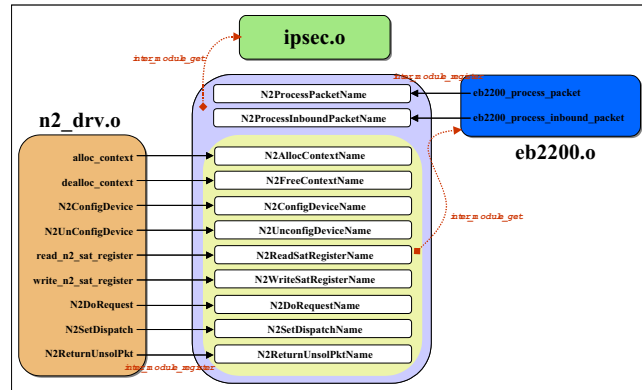 ipsec.o
inter_module_get
inter_module_register
N2ProcessPacketName
eb2200_process_packet
n2_drv.o
N2ProcessInboundPacketName
eb2200_process_inbound_packet
eb2200.o
alloc_context
N2AllocContextName
dealloc_context
N2FreeContextName
N2ConfigDevice
N2ConfigDeviceName
inter_module_get
N2UnConfigDevice
N2UnconfigDeviceName
read_n2_sat_register
N2ReadSatRegisterName
write_n2_sat_register
N2WriteSatRegisterName
N2DoRequest
N2DoRequestName
N2SetDispatch
N2SetDispatchName
N2ReturnUnsolPkt
N2ReturnUnsolPktName
inter_module_register